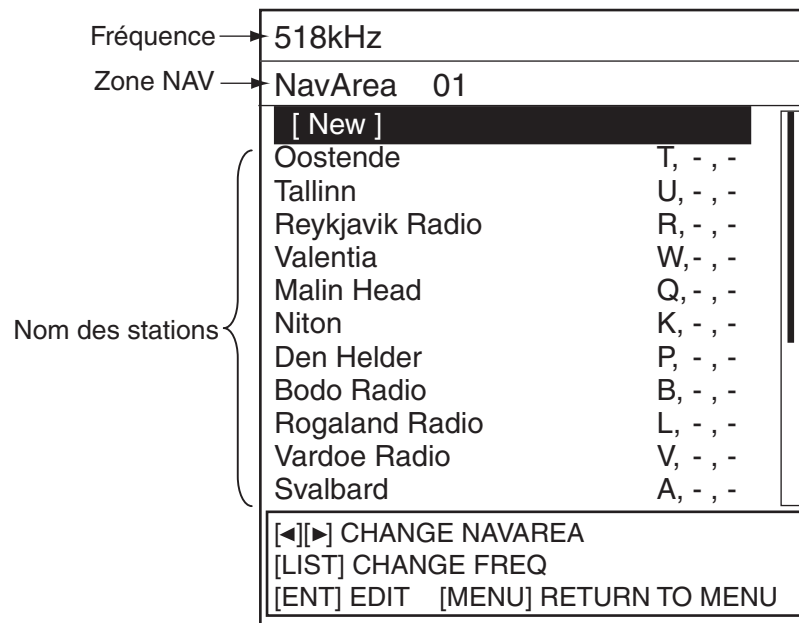 Fréquence 518kHz
Zone NAV NavArea 01
[ New ]
Oostende T, - , -
Tallinn U, - , -
Reykjavik Radio R, - , -
Valentia W, - , -
Malin Head Q, - , -
Nom des stations
Niton K, - , -
Den Helder P, - , -
Bodo Radio B, - , -
Rogaland Radio L, - , -
Vardoe Radio V, - , -
Svalbard A, - , -
[◄][►] CHANGE NAVAREA
[LIST] CHANGE FREQ
[ENT] EDIT [MENU] RETURN TO MENU